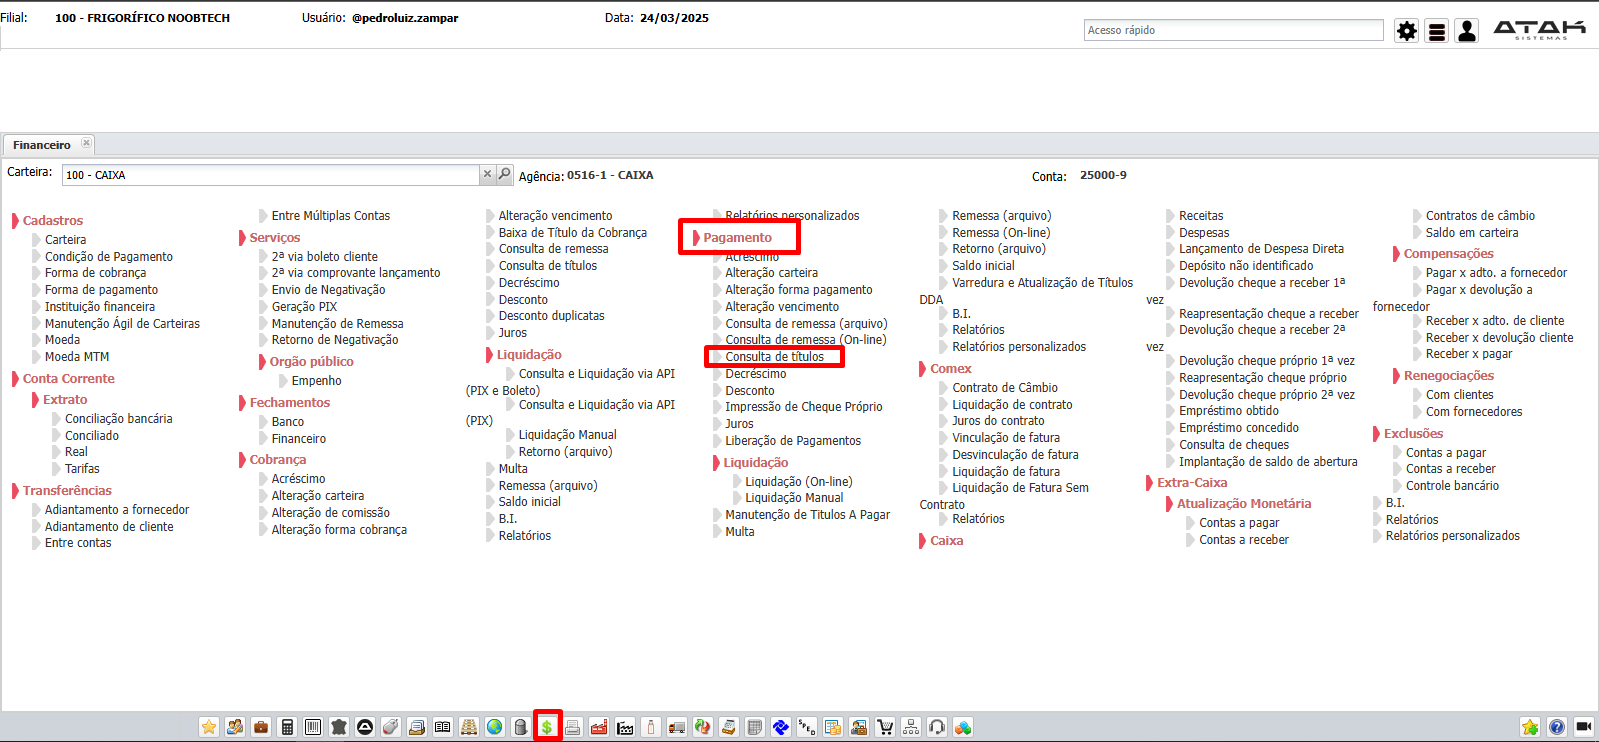 Filial: 100 - FRIGORÍFICO NOOBTECH Usuário: @pedroluiz.zampar Data: 24/03/2025
Acesso rápido
ATAK
SISTEMAS
Financeiro
Carteira: 100 - CAIXA Agência: 0516-1 - CAIXA Conta: 25000-9
Cadastros
Carteira
Condição de Pagamento
Forma de cobrança
Forma de pagamento
Instituição financeira
Manutenção Ágil de Carteiras
Moeda
Moeda MTM
Conta Corrente
Extrato
Conciliação bancária
Conciliado
Real
Tarifas
Transferências
Adiantamento a fornecedor
Adiantamento de cliente
Entre contas
Entre Múltiplas Contas
Serviços
2ª via boleto cliente
2ª via comprovante lançamento
Envio de Negativação
Geração PIX
Manutenção de Remessa
Retorno de Negativação
Orgão público
Empenho
Fechamentos
Banco
Financeiro
Cobrança
Acréscimo
Alteração carteira
Alteração de comissão
Alteração forma cobrança
Alteração vencimento
Baixa de Título da Cobrança
Consulta de remessa
Consulta de títulos
Decréscimo
Desconto
Desconto duplicatas
Juros
Liquidação
Consulta e Liquidação via API
(PIX e Boleto)
Consulta e Liquidação via API
(PIX)
Liquidação Manual
Retorno (arquivo)
Multa
Remessa (arquivo)
Saldo inicial
B.I.
Relatórios
Relatórios personalizados
Pagamento
Acréscimo
Alteração carteira
Alteração forma pagamento
Alteração vencimento
Consulta de remessa (arquivo)
Consulta de remessa (On-line)
Consulta de títulos
Decréscimo
Desconto
Impressão de Cheque Próprio
Juros
Liberação de Pagamentos
Liquidação
Liquidação (On-line)
Liquidação Manual
Manutenção de Titulos A Pagar
Multa
Remessa (arquivo)
Remessa (On-line)
Retorno (arquivo)
Saldo inicial
Varredura e Atualização de Títulos
DDA
B.I.
Relatórios
Relatórios personalizados
Comex
Contrato de Câmbio
Liquidação de contrato
Juros do contrato
Vinculação de fatura
Desvinculação de fatura
Liquidação de fatura
Liquidação de Fatura Sem
Contrato
Relatórios
Caixa
Receitas
Despesas
Lançamento de Despesa Direta
Depósito não identificado
Devolução cheque a receber 1ª
vez
Reapresentação cheque a receber
Devolução cheque a receber 2ª
vez
Devolução cheque próprio 1ª vez
Reapresentação cheque próprio
Devolução cheque próprio 2ª vez
Empréstimo obtido
Empréstimo concedido
Consulta de cheques
Implantação de saldo de abertura
Extra-Caixa
Atualização Monetária
Contas a pagar
Contas a receber
Contratos de câmbio
Saldo em carteira
Compensações
Pagar x adto. a fornecedor
Pagar x devolução a
fornecedor
Receber x adto. de cliente
Receber x devolução cliente
Receber x pagar
Renegociações
Com clientes
Com fornecedores
Exclusões
Contas a pagar
Contas a receber
Controle bancário
B.I.
Relatórios
Relatórios personalizados
SPED